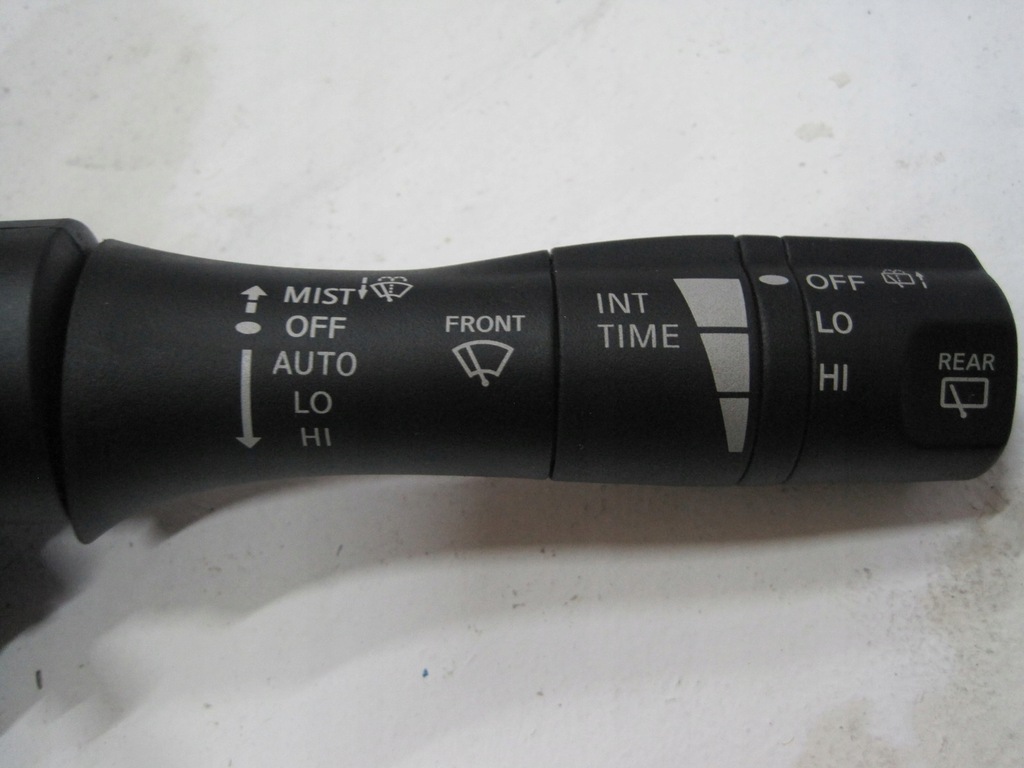 MIST
OFF
AUTO
LO
HI
FRONT
INT
TIME
OFF
LO
HI
REAR